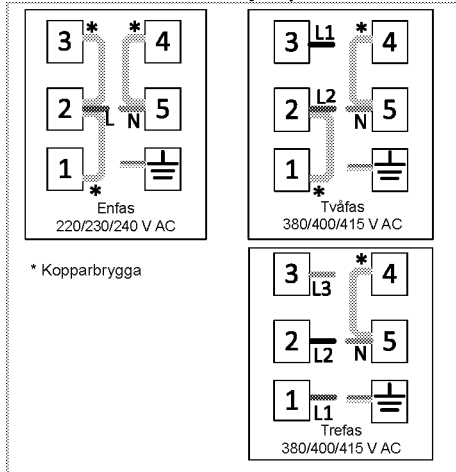 3 * * 4
2 L N 5
1 *
Enfas
220/230/240 V AC
3 L1 * 4
2 L2 N 5
1 *
Tvåfas
380/400/415 V AC
* Kopparbrygga
3 L3 * 4
2 L2 N 5
1 L1
Trefas
380/400/415 V AC